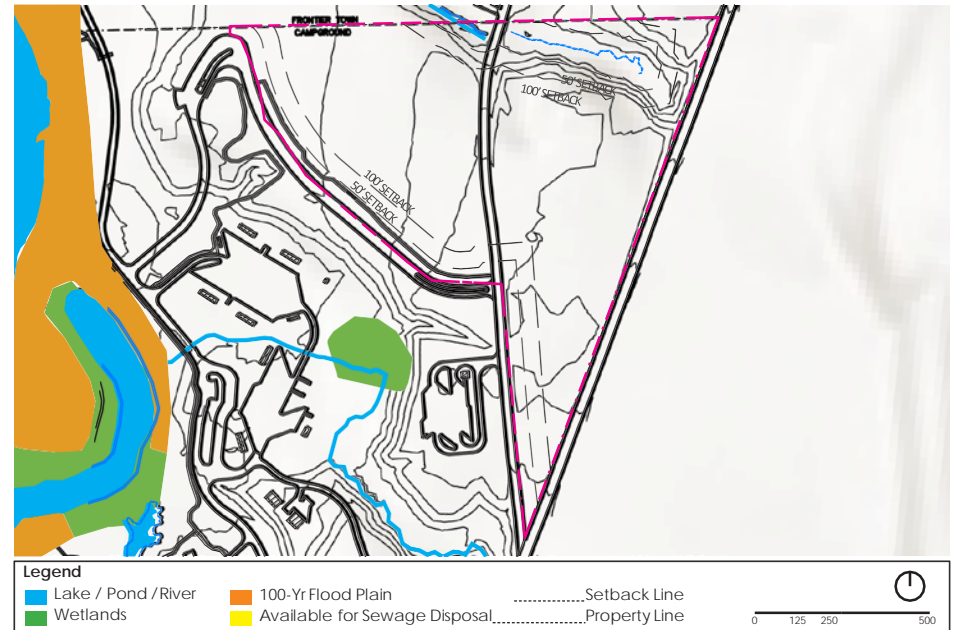 FRONTIER TOWN
CAMPGROUND
50' SETBACK
100' SETBACK
100' SETBACK
50' SETBACK
Legend
Lake / Pond / River
100-Yr Flood Plain
Setback Line
Wetlands
Available for Sewage Disposal
Property Line
0 125 250 500